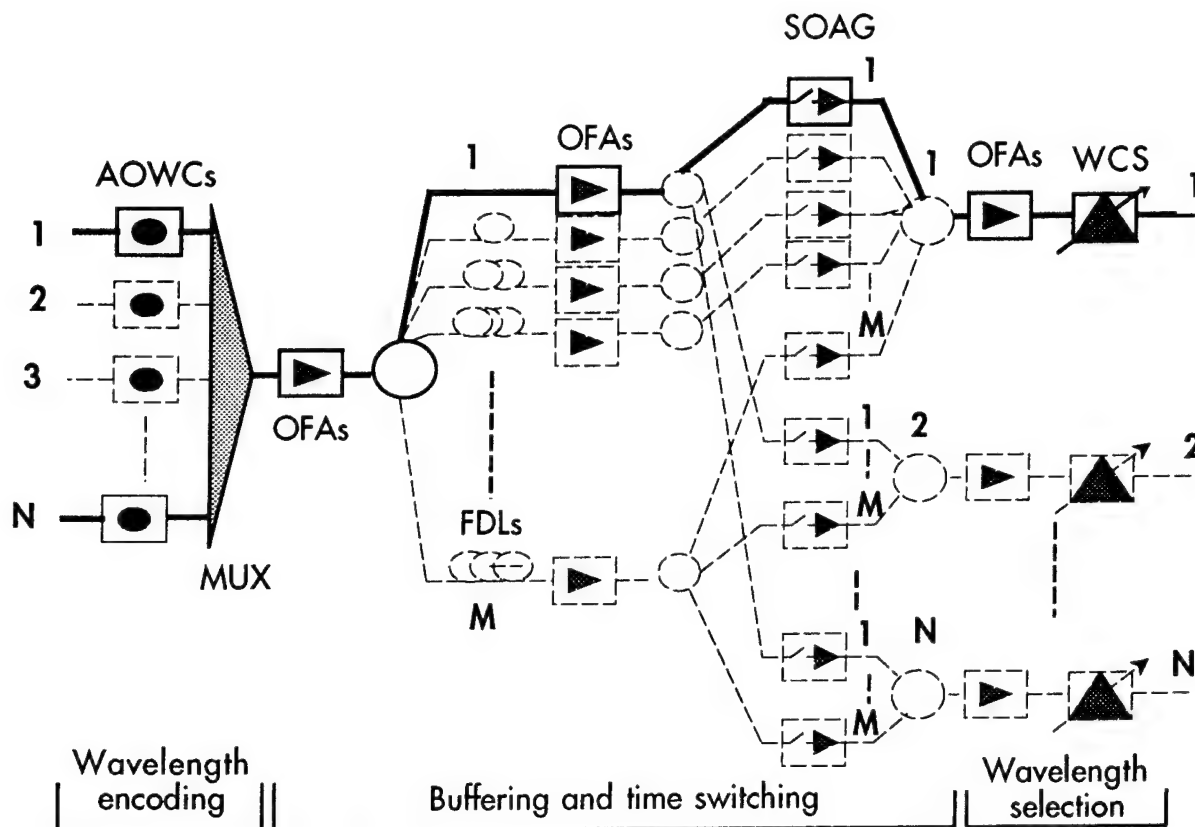 SOAG
1
OFAs
1
1
OFAs
WCS
1
AOWCs
1
2
M
3
OFAs
1
2
2
M
N
FDLs
MUX
M
1
N
N
M
Wavelength
encoding
Buffering and time switching
Wavelength
selection